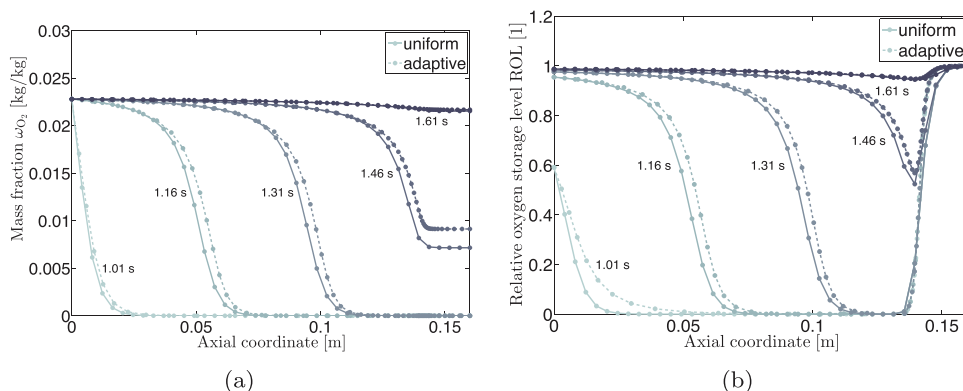 0.03
0.025
0.02
0.015
0.01
0.005
0
Mass fraction ω_{O_2} [kg/kg]
uniform
adaptive
1.61 s
1.46 s
1.31 s
1.16 s
1.01 s
0 0.05 0.1 0.15
Axial coordinate [m]
(a)
1.2
1
0.8
0.6
0.4
0.2
0
Relative oxygen storage level ROL [1]
uniform
adaptive
1.61 s
1.46 s
1.31 s
1.16 s
1.01 s
0 0.05 0.1 0.15
Axial coordinate [m]
(b)